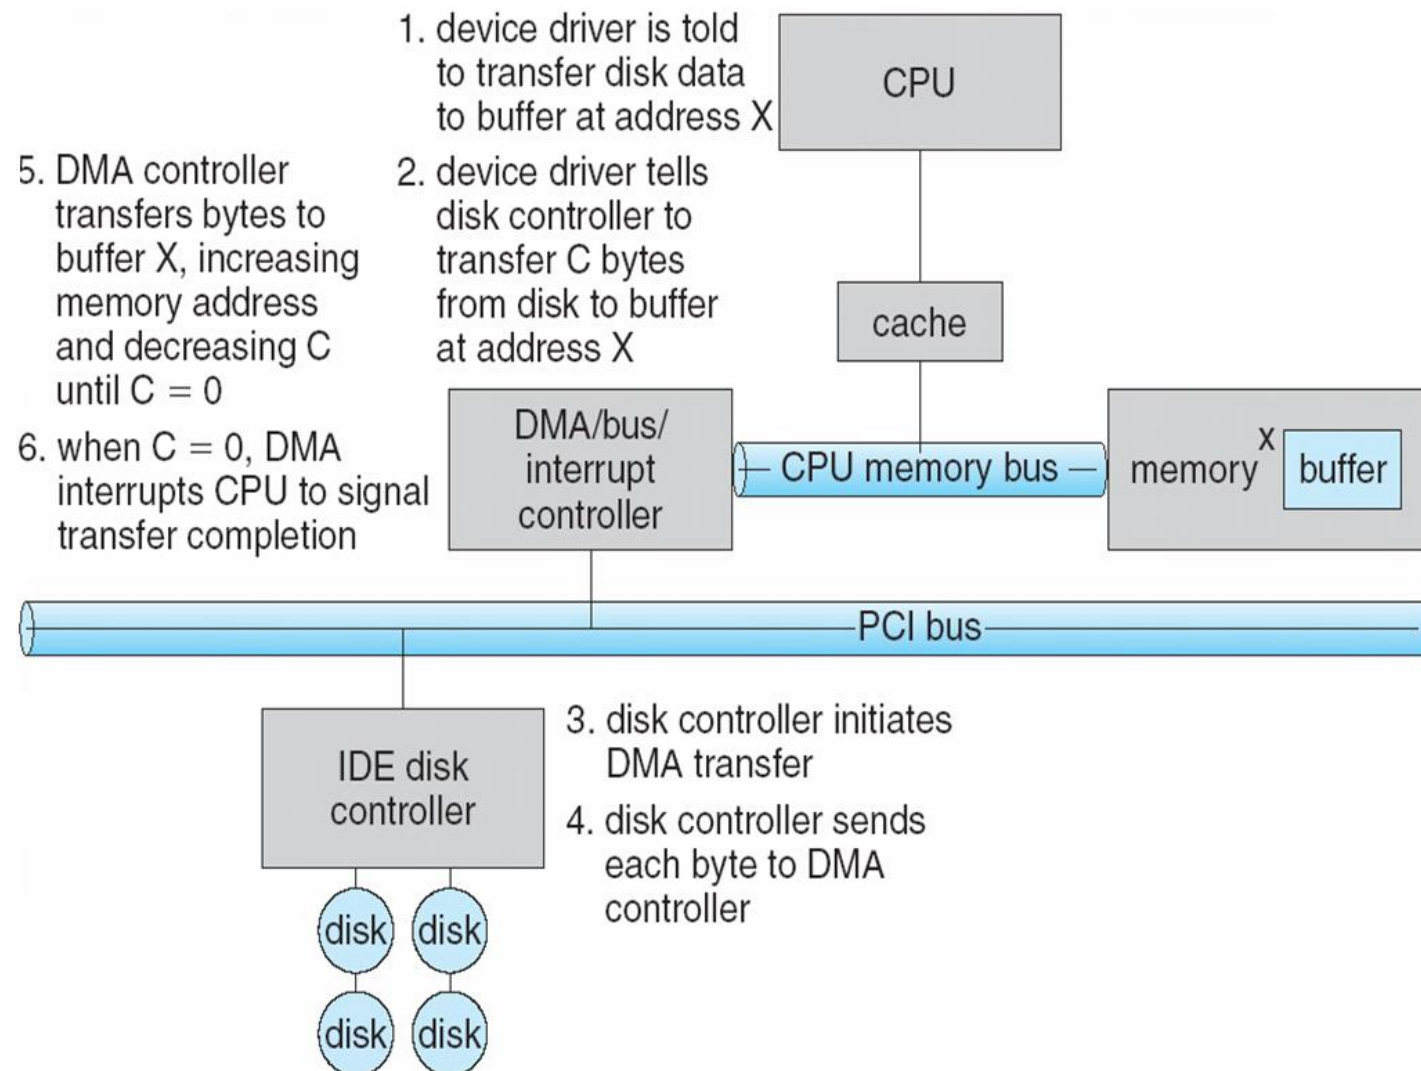 1. device driver is told
to transfer disk data
to buffer at address X
CPU
5. DMA controller
transfers bytes to
buffer X, increasing
memory address
and decreasing C
until C = 0
2. device driver tells
disk controller to
transfer C bytes
from disk to buffer
at address X
cache
6. when C = 0, DMA
interrupts CPU to signal
transfer completion
DMA/bus/
interrupt
controller
CPU memory bus
memory
X
buffer
PCI bus
IDE disk
controller
3. disk controller initiates
DMA transfer
4. disk controller sends
each byte to DMA
controller
disk
disk
disk
disk